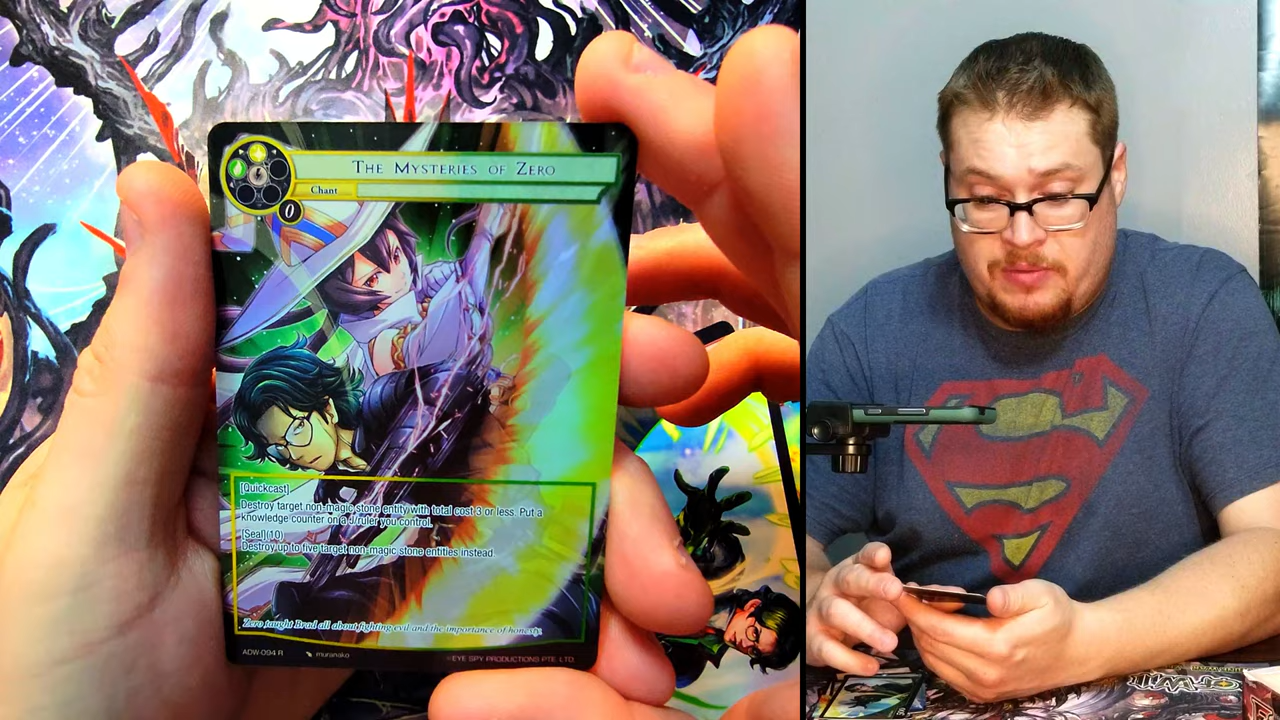 The Mysteries of Zero
Chant
0
[Quickcast]
Destroy target non-magic stone entity with total cost 3 or less. Put a
knowledge counter on a J/ruler you control.
[Seal](10)
Destroy up to five target non-magic stone entities instead.
Zero taught Brad all about fighting evil and the importance of honesty.
ADW-094 R muranako ©EYE SPY PRODUCTIONS PTE. LTD.